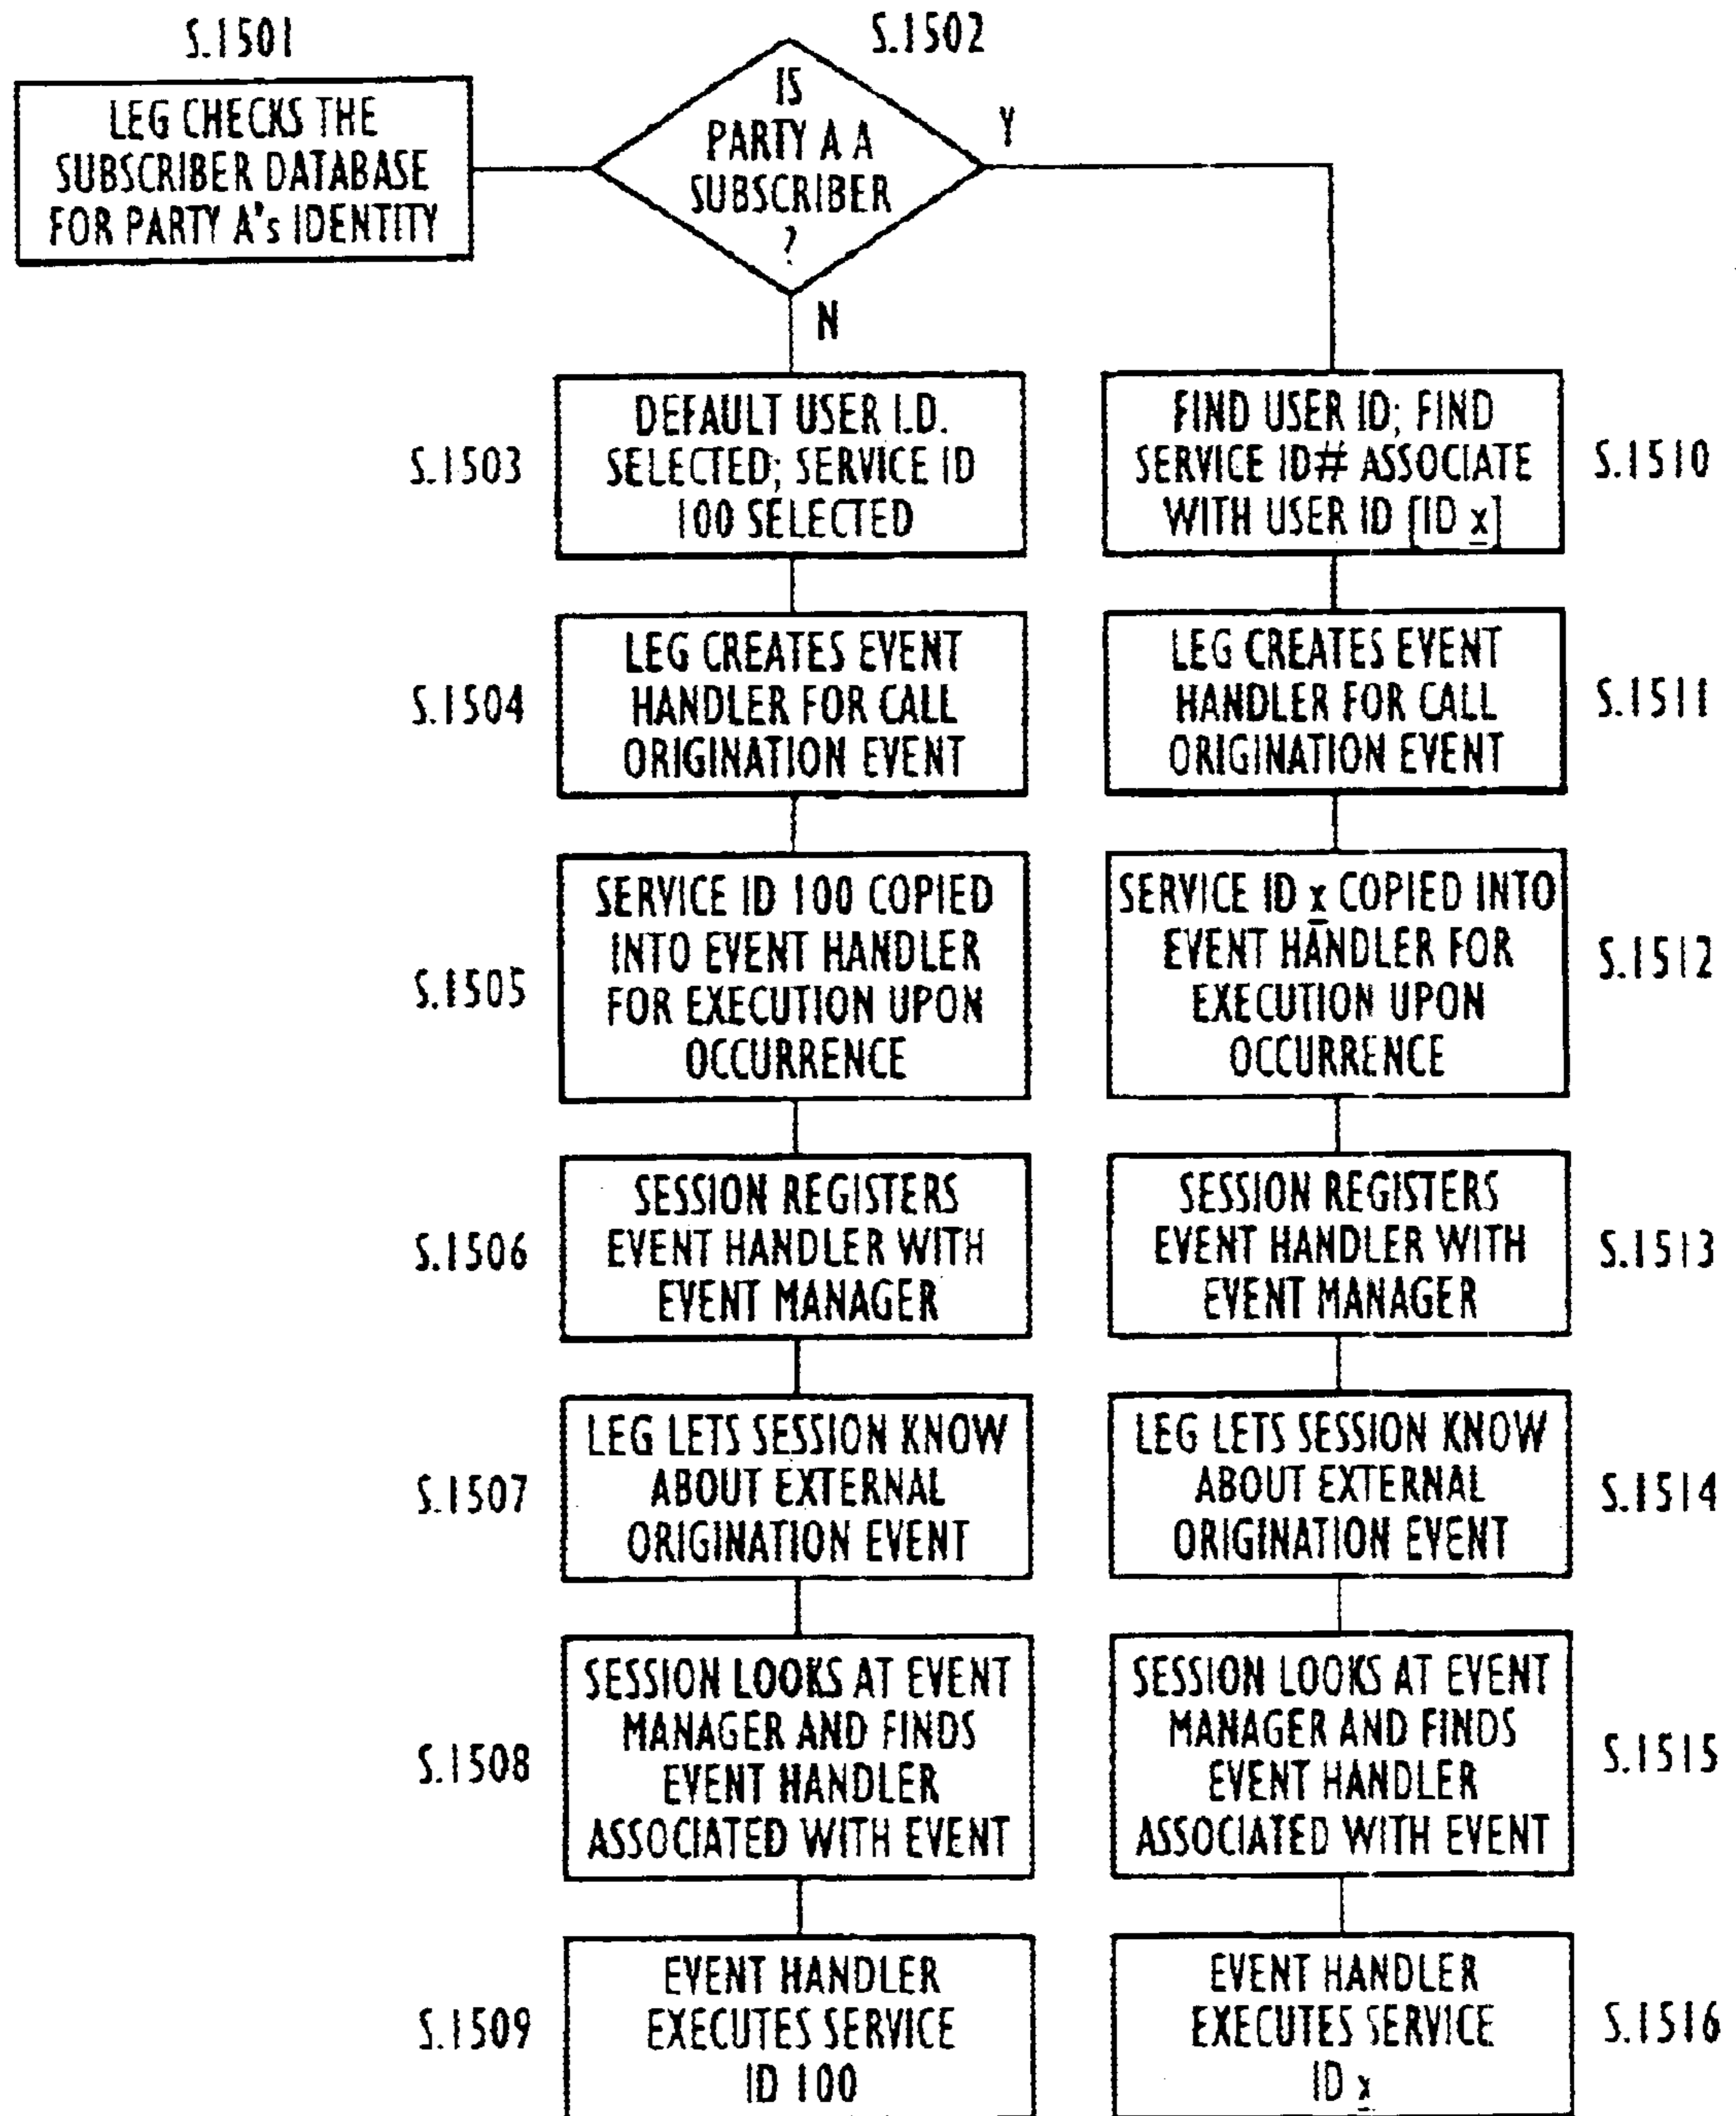 S.1501
LEG CHECKS THE
SUBSCRIBER DATABASE
FOR PARTY A's IDENTITY
S.1502
IS
PARTY A A
SUBSCRIBER
?
Y
N
S.1503
DEFAULT USER I.D.
SELECTED; SERVICE ID
100 SELECTED
FIND USER ID; FIND
SERVICE ID# ASSOCIATE
WITH USER ID [ID x]
S.1510
S.1504
LEG CREATES EVENT
HANDLER FOR CALL
ORIGINATION EVENT
LEG CREATES EVENT
HANDLER FOR CALL
ORIGINATION EVENT
S.1511
S.1505
SERVICE ID 100 COPIED
INTO EVENT HANDLER
FOR EXECUTION UPON
OCCURRENCE
SERVICE ID x COPIED INTO
EVENT HANDLER FOR
EXECUTION UPON
OCCURRENCE
S.1512
S.1506
SESSION REGISTERS
EVENT HANDLER WITH
EVENT MANAGER
SESSION REGISTERS
EVENT HANDLER WITH
EVENT MANAGER
S.1513
S.1507
LEG LETS SESSION KNOW
ABOUT EXTERNAL
ORIGINATION EVENT
LEG LETS SESSION KNOW
ABOUT EXTERNAL
ORIGINATION EVENT
S.1514
S.1508
SESSION LOOKS AT EVENT
MANAGER AND FINDS
EVENT HANDLER
ASSOCIATED WITH EVENT
SESSION LOOKS AT EVENT
MANAGER AND FINDS
EVENT HANDLER
ASSOCIATED WITH EVENT
S.1515
S.1509
EVENT HANDLER
EXECUTES SERVICE
ID 100
EVENT HANDLER
EXECUTES SERVICE
ID x
S.1516